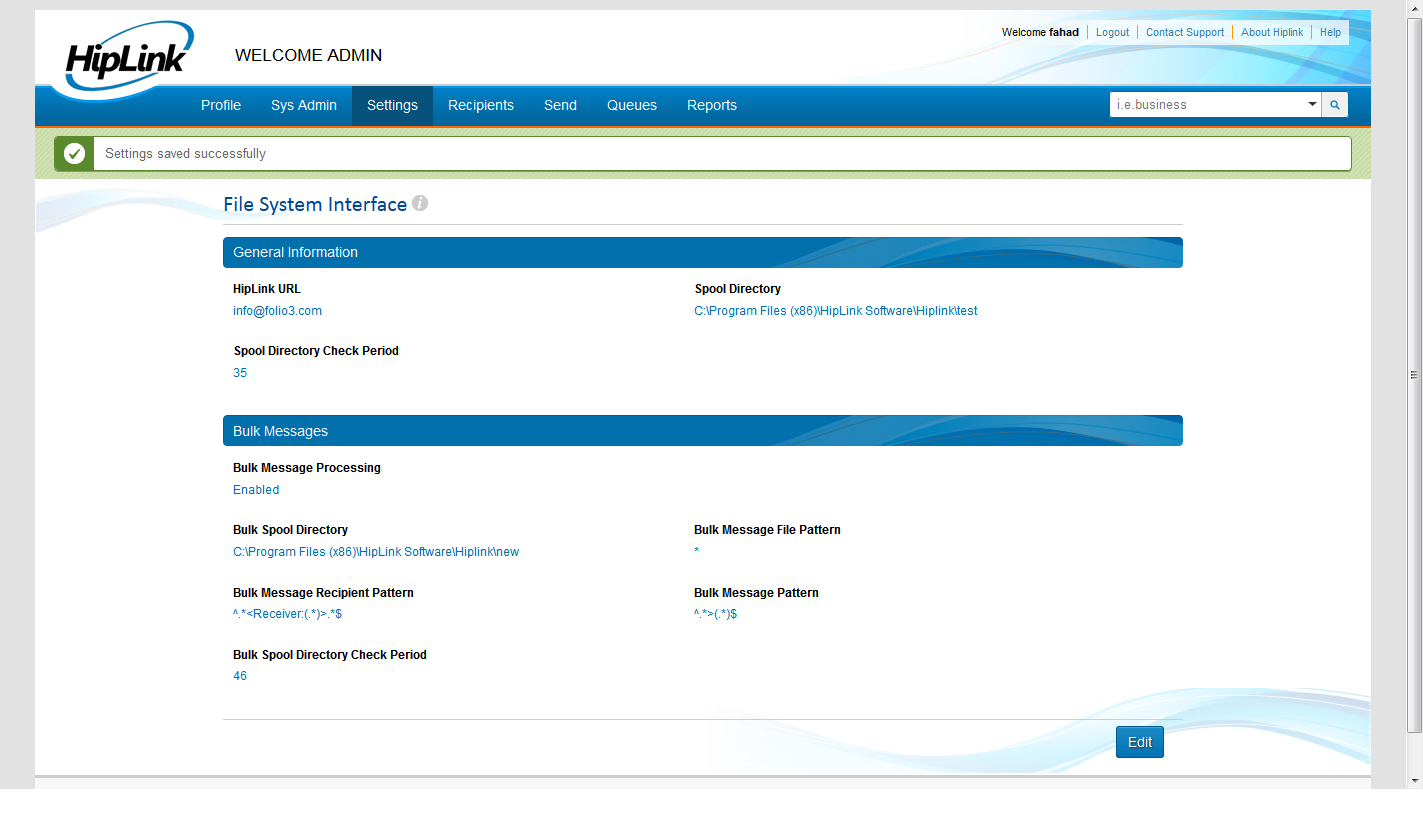 HipLink
WELCOME ADMIN
Welcome fahad Logout Contact Support About Hiplink Help
Profile Sys Admin Settings Recipients Send Queues Reports i.e.business
Settings saved successfully
File System Interface i
General Information
HipLink URL Spool Directory
info@folio3.com C:\Program Files (x86)\HipLink Software\Hiplink\test
Spool Directory Check Period
35
Bulk Messages
Bulk Message Processing
Enabled
Bulk Spool Directory Bulk Message File Pattern
C:\Program Files (x86)\HipLink Software\Hiplink\new *
Bulk Message Recipient Pattern Bulk Message Pattern
^.*<Receiver:(.*)>.*$ ^.*>(.*)$
Bulk Spool Directory Check Period
46
Edit